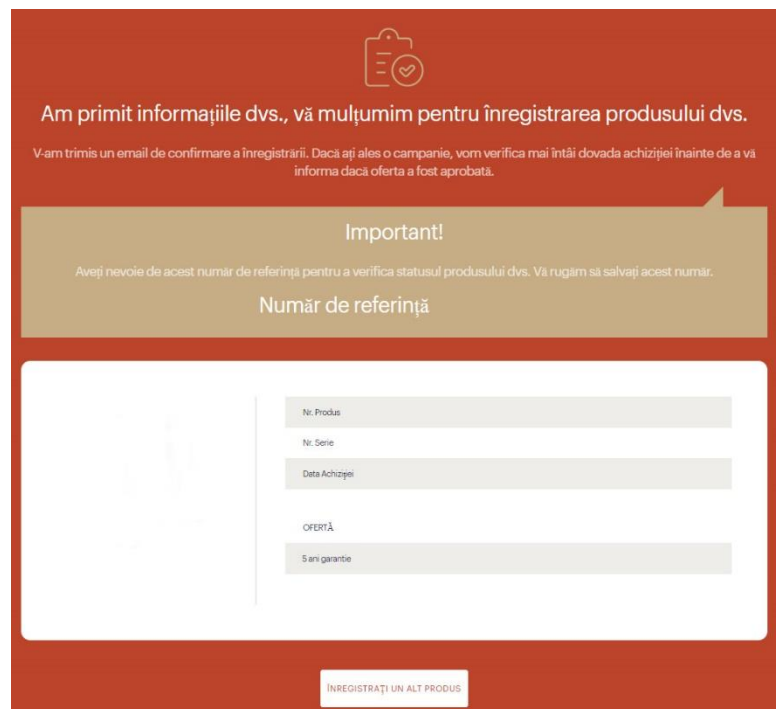 Am primit informațiile dvs., vă mulțumim pentru înregistrarea produsului dvs.
V-am trimis un email de confirmare a înregistrării. Dacă ați ales o campanie, vom verifica mai întâi dovada achiziției înainte de a vă
informa dacă oferta a fost aprobată.
Important!
Aveți nevoie de acest număr de referință pentru a verifica statusul produsului dvs. Vă rugăm să salvați acest număr.
Număr de referință
Nr. Produs
Nr. Serie
Data Achiziției
OFERTĂ
5 ani garantie
ÎNREGISTRAȚI UN ALT PRODUS